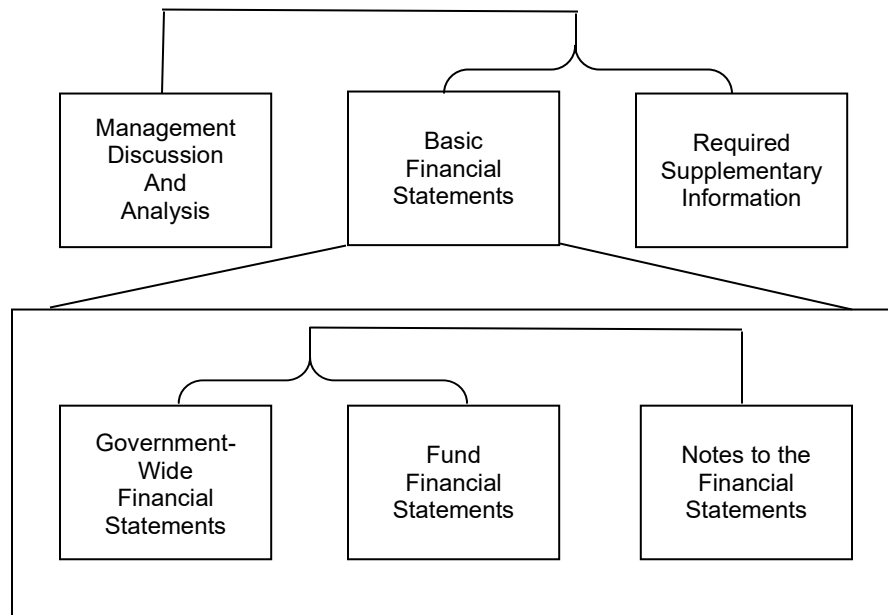 Management
Discussion
And
Analysis
Basic
Financial
Statements
Required
Supplementary
Information
Government-
Wide
Financial
Statements
Fund
Financial
Statements
Notes to the
Financial
Statements